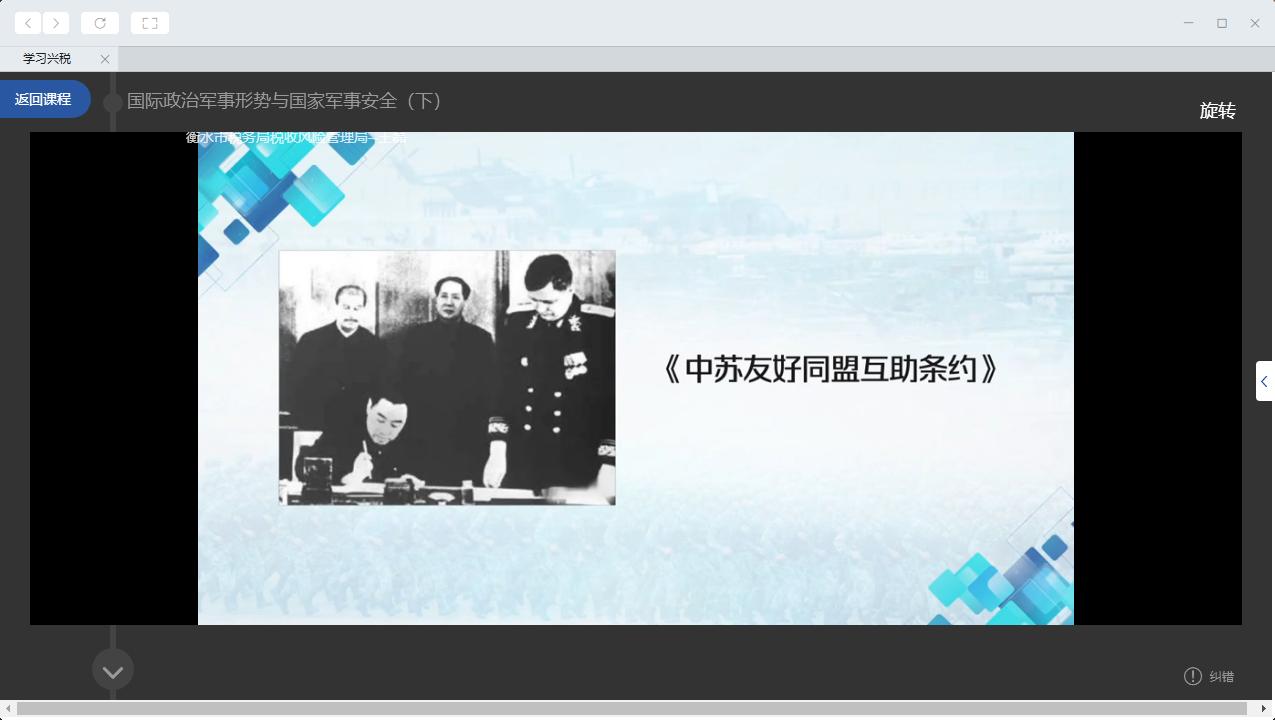 学习兴税
返回课程
国际政治军事形势与国家军事安全（下）
旋转
衡水市税务局税收风险管理局-王磊
《中苏友好同盟互助条约》
纠错